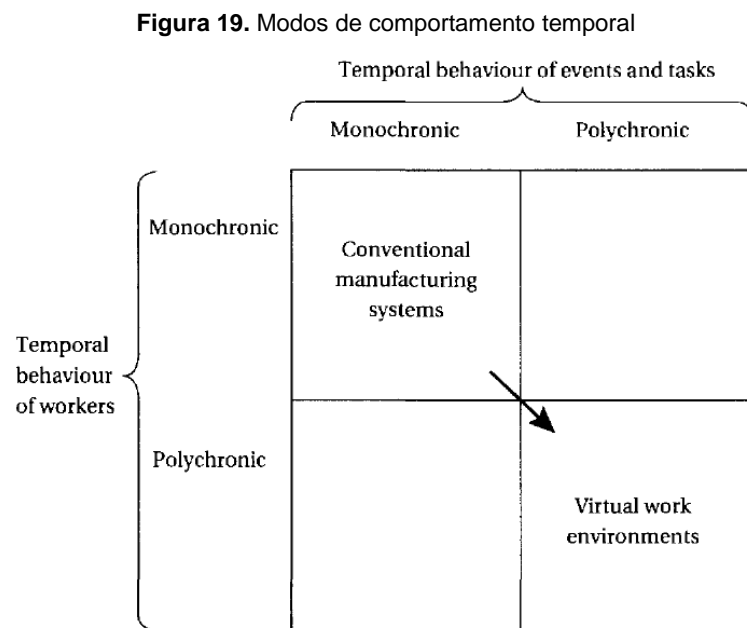 Figura 19. Modos de comportamento temporal
Temporal behaviour of events and tasks
Monochronic
Polychronic
Monochronic
Conventional
manufacturing
systems
Temporal
behaviour
of workers
Polychronic
Virtual work
environments